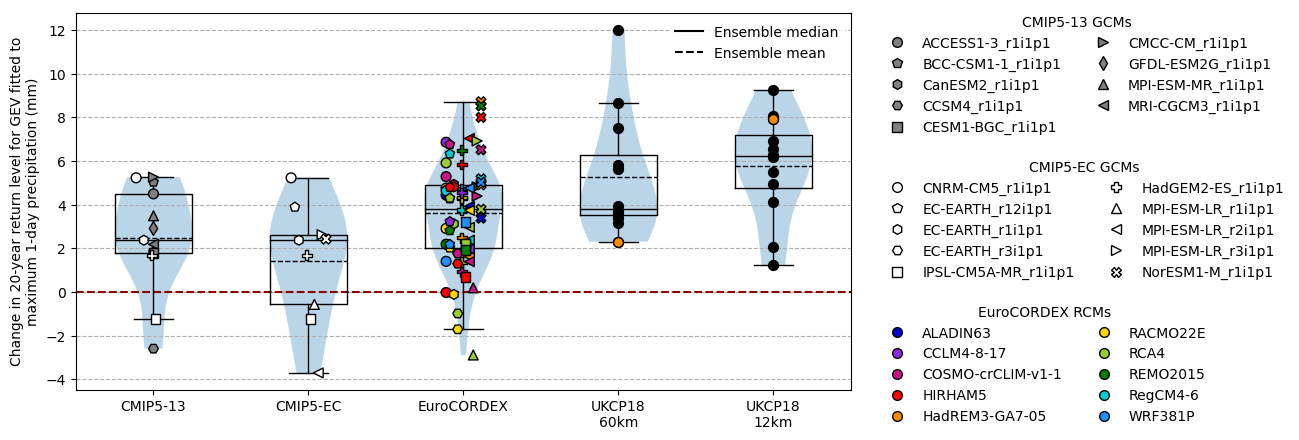 Change in 20-year return level for GEV fitted to
maximum 1-day precipitation (mm)
12
10
8
6
4
2
0
−2
−4
Ensemble median
Ensemble mean
CMIP5-13
CMIP5-EC
EuroCORDEX
UKCP18
60km
UKCP18
12km
CMIP5-13 GCMs
ACCESS1-3_r1i1p1
BCC-CSM1-1_r1i1p1
CanESM2_r1i1p1
CCSM4_r1i1p1
CESM1-BGC_r1i1p1
CMCC-CM_r1i1p1
GFDL-ESM2G_r1i1p1
MPI-ESM-MR_r1i1p1
MRI-CGCM3_r1i1p1
CMIP5-EC GCMs
CNRM-CM5_r1i1p1
EC-EARTH_r12i1p1
EC-EARTH_r1i1p1
EC-EARTH_r3i1p1
IPSL-CM5A-MR_r1i1p1
HadGEM2-ES_r1i1p1
MPI-ESM-LR_r1i1p1
MPI-ESM-LR_r2i1p1
MPI-ESM-LR_r3i1p1
NorESM1-M_r1i1p1
EuroCORDEX RCMs
ALADIN63
CCLM4-8-17
COSMO-crCLIM-v1-1
HIRHAM5
HadREM3-GA7-05
RACMO22E
RCA4
REMO2015
RegCM4-6
WRF381P